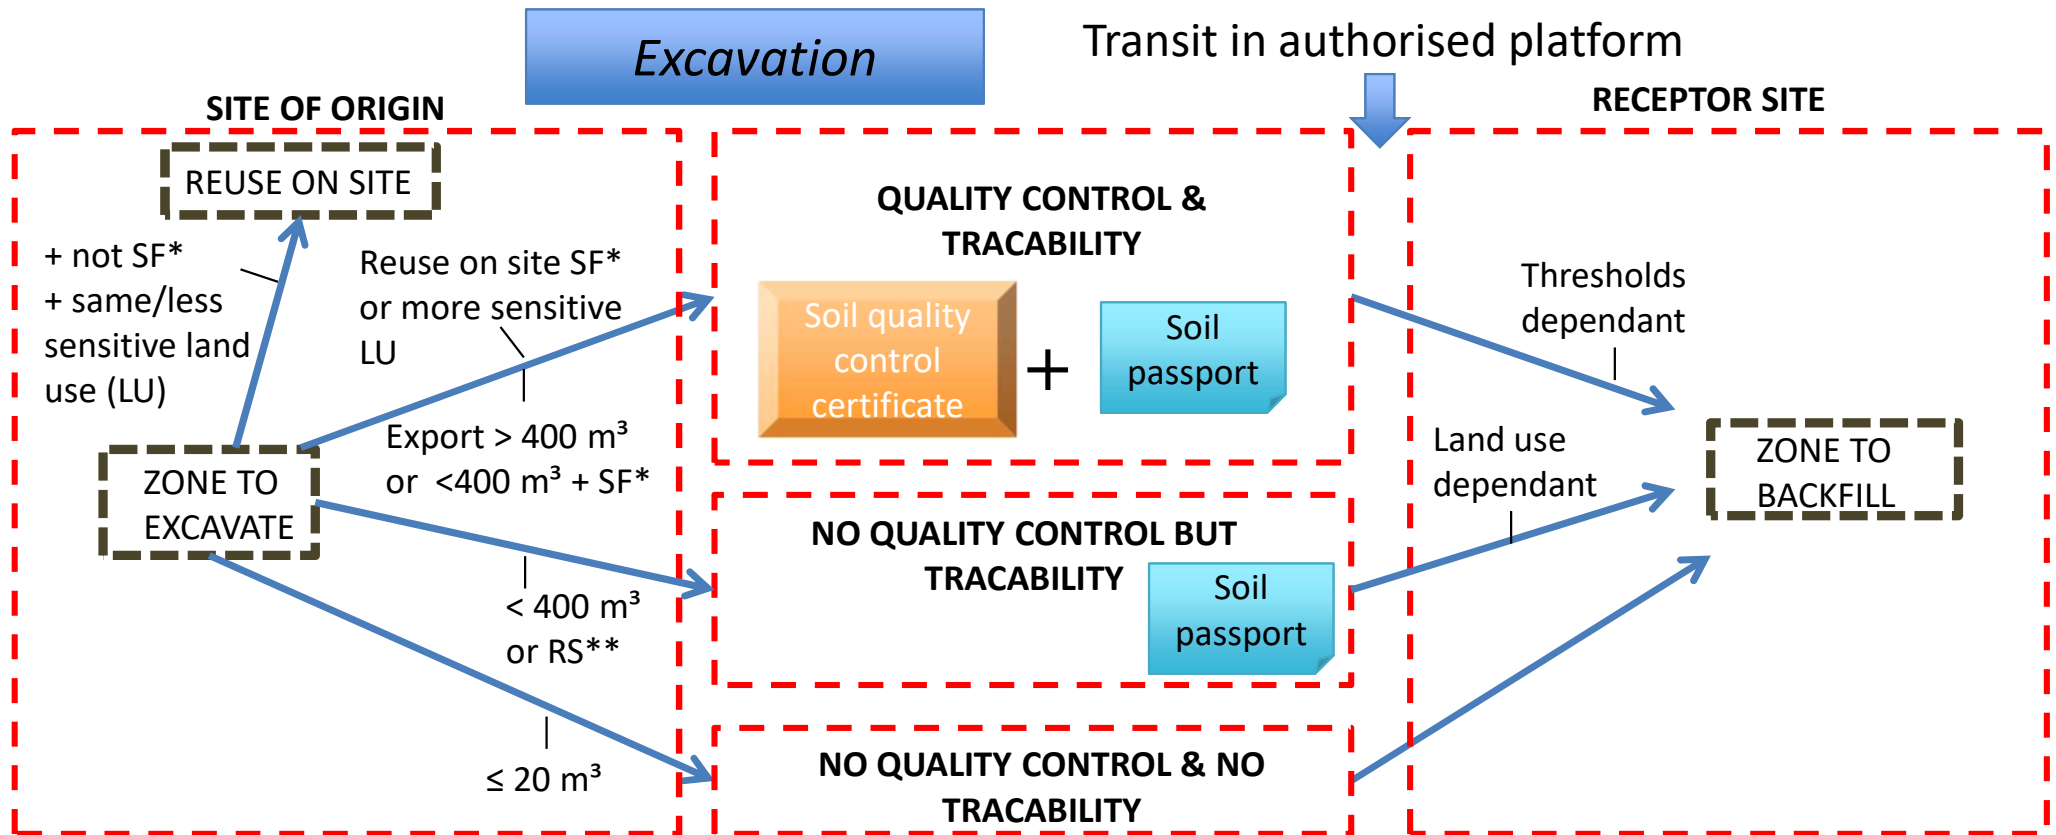 Excavation
Transit in authorised platform
SITE OF ORIGIN
RECEPTOR SITE
REUSE ON SITE
+ not SF*
+ same/less
sensitive land
use (LU)
Reuse on site SF*
or more sensitive
LU
Export > 400 m³
or <400 m³ + SF*
ZONE TO
EXCAVATE
< 400 m³
or RS**
≤ 20 m³
QUALITY CONTROL &
TRACABILITY
Soil quality
control
certificate
+
Soil
passport
NO QUALITY CONTROL BUT
TRACABILITY
Soil
passport
NO QUALITY CONTROL & NO
TRACABILITY
Thresholds
dependant
Land use
dependant
ZONE TO
BACKFILL